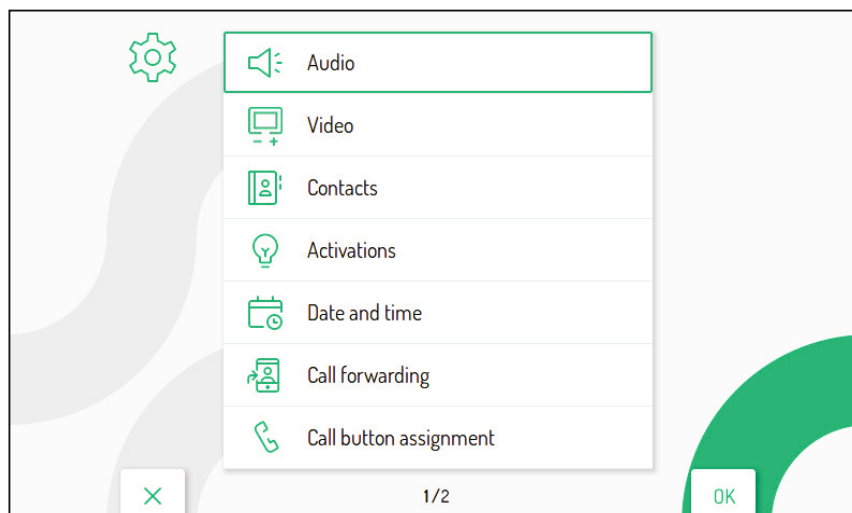 Audio
Video
Contacts
Activations
Date and time
Call forwarding
Call button assignment
1/2
OK